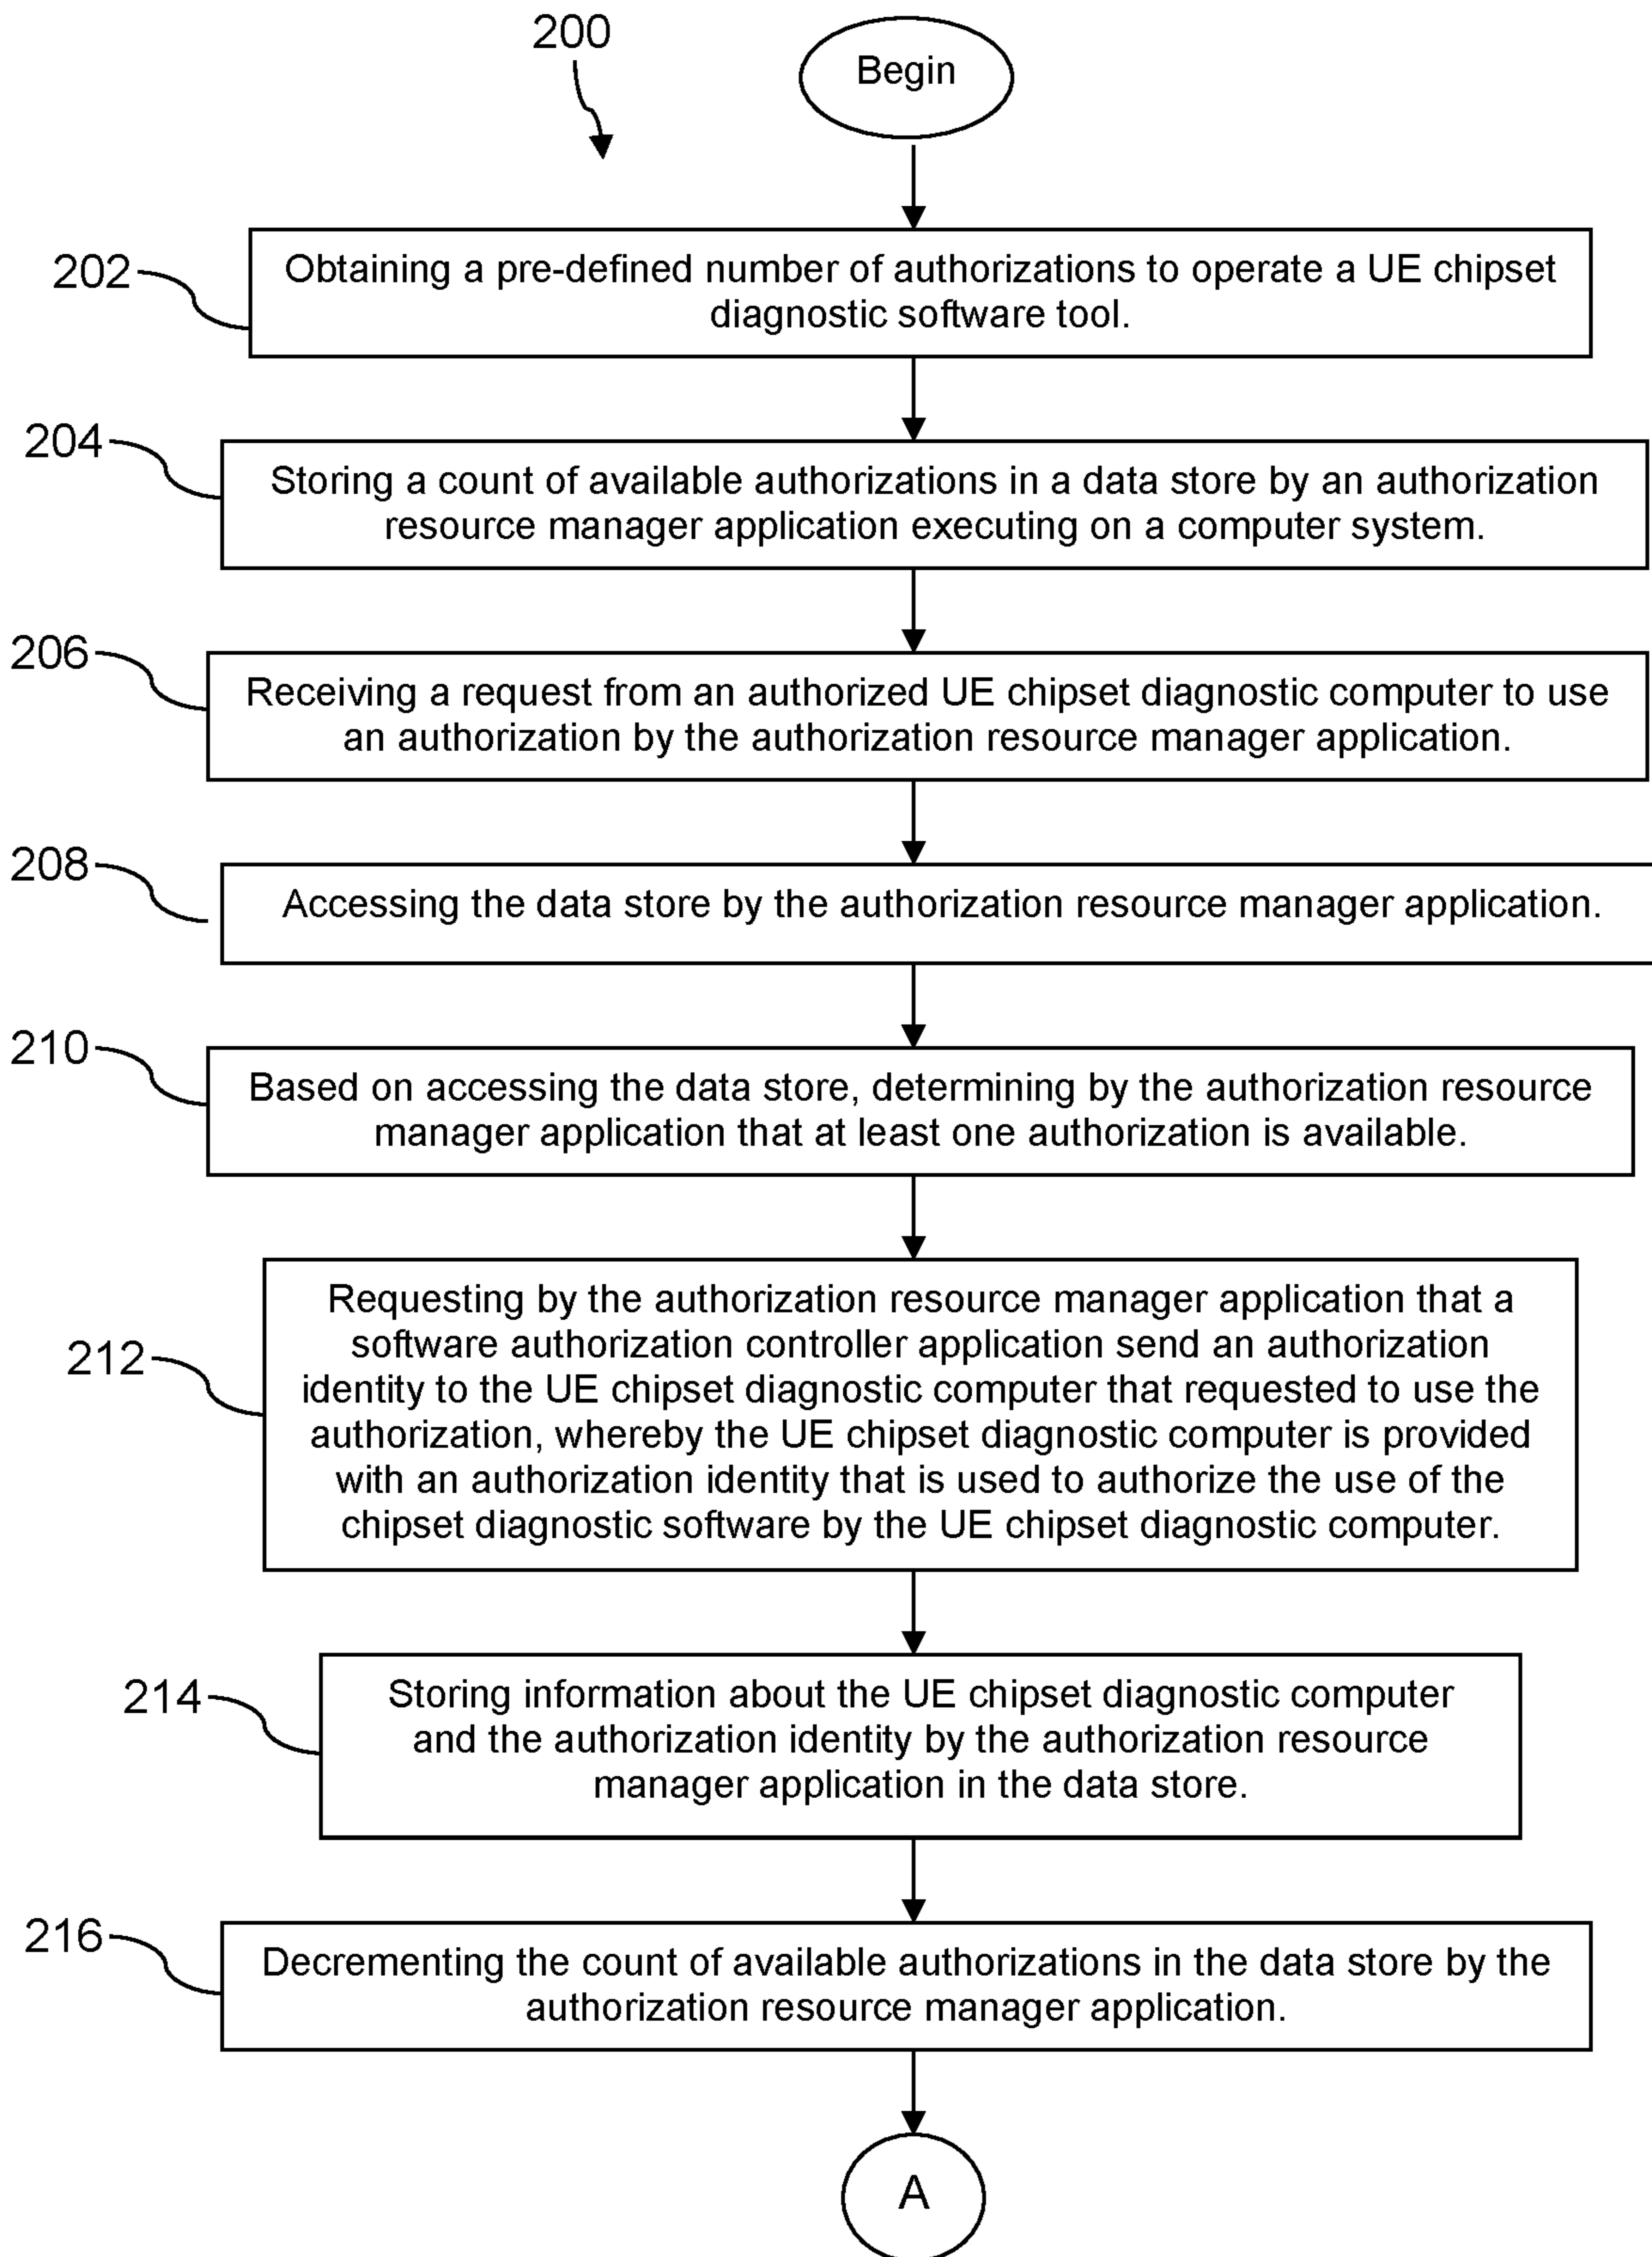 200
Begin
202
Obtaining a pre-defined number of authorizations to operate a UE chipset
diagnostic software tool.
204
Storing a count of available authorizations in a data store by an authorization
resource manager application executing on a computer system.
206
Receiving a request from an authorized UE chipset diagnostic computer to use
an authorization by the authorization resource manager application.
208
Accessing the data store by the authorization resource manager application.
210
Based on accessing the data store, determining by the authorization resource
manager application that at least one authorization is available.
212
Requesting by the authorization resource manager application that a
software authorization controller application send an authorization
identity to the UE chipset diagnostic computer that requested to use the
authorization, whereby the UE chipset diagnostic computer is provided
with an authorization identity that is used to authorize the use of the
chipset diagnostic software by the UE chipset diagnostic computer.
214
Storing information about the UE chipset diagnostic computer
and the authorization identity by the authorization resource
manager application in the data store.
216
Decrementing the count of available authorizations in the data store by the
authorization resource manager application.
A